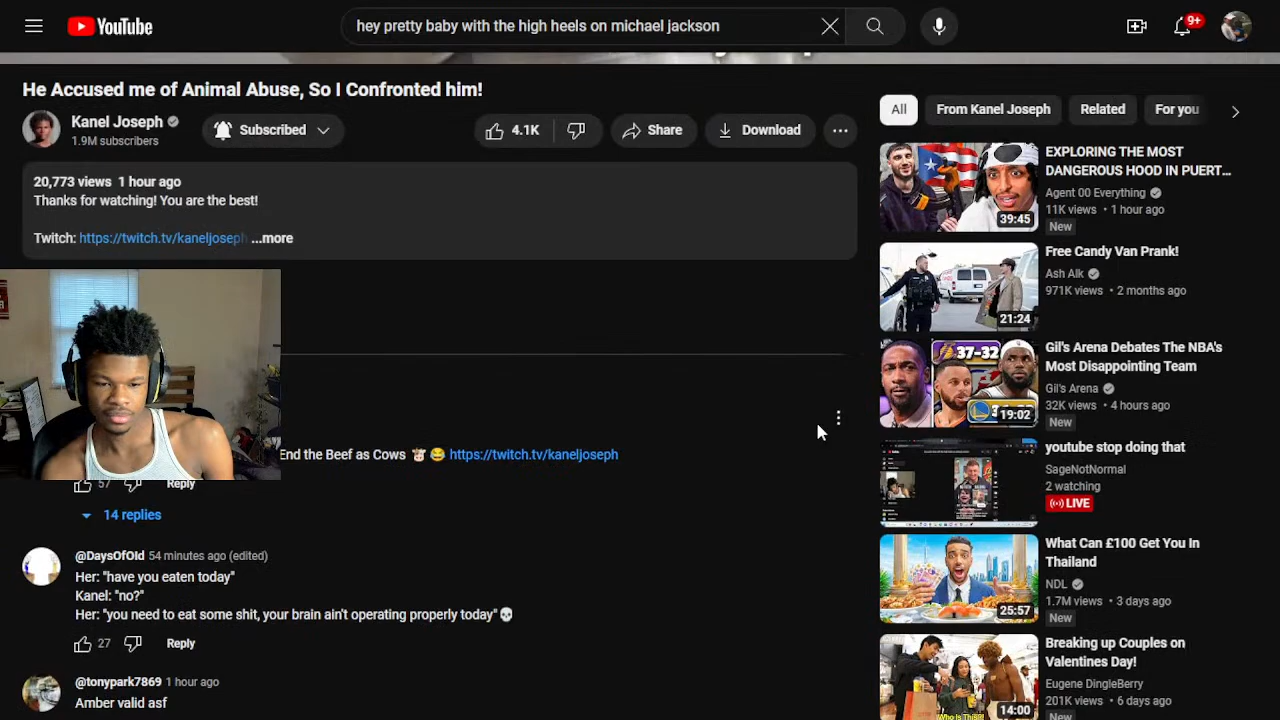 YouTube
hey pretty baby with the high heels on michael jackson
9+
He Accused me of Animal Abuse, So I Confronted him!
Kanel Joseph
1.9M subscribers
Subscribed
4.1K
Share
Download
20,773 views 1 hour ago
Thanks for watching! You are the best!
Twitch: https://twitch.tv/kaneljoseph ...more
End the Beef as Cows 🐮 😂 https://twitch.tv/kaneljoseph
57 Reply
14 replies
@DaysOfOld 54 minutes ago (edited)
Her: "have you eaten today"
Kanel: "no?"
Her: "you need to eat some shit, your brain ain't operating properly today"💀
27 Reply
@tonypark7869 1 hour ago
Amber valid asf
All From Kanel Joseph Related For you
39:45
EXPLORING THE MOST
DANGEROUS HOOD IN PUERT...
Agent 00 Everything
11K views • 1 hour ago
New
21:24
Free Candy Van Prank!
Ash Alk
971K views • 2 months ago
37-32
19:02
Gil's Arena Debates The NBA's
Most Disappointing Team
Gil's Arena
32K views • 4 hours ago
New
youtube stop doing that
SageNotNormal
2 watching
LIVE
25:57
What Can £100 Get You In
Thailand
NDL
1.7M views • 3 days ago
New
Who Is This?!
14:00
Breaking up Couples on
Valentines Day!
Eugene DingleBerry
201K views • 6 days ago
New